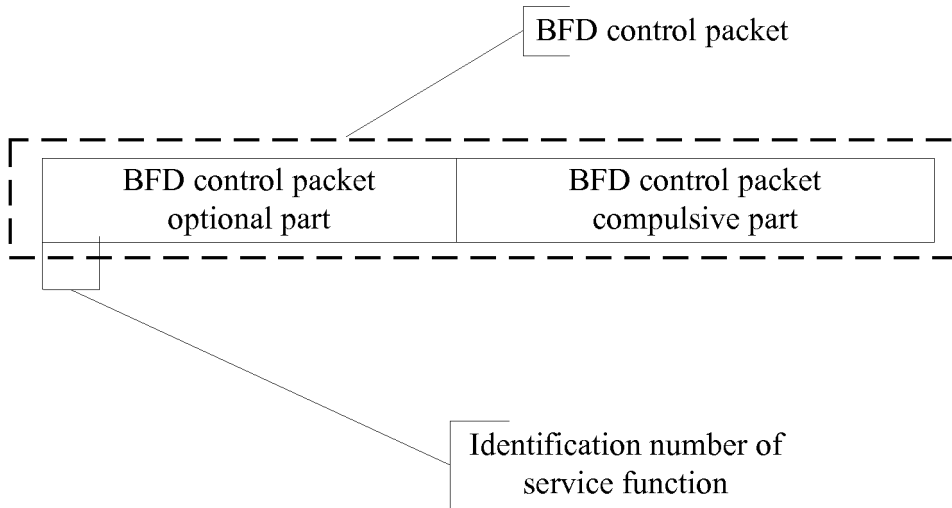 BFD control packet
BFD control packet
optional part
BFD control packet
compulsive part
Identification number of
service function